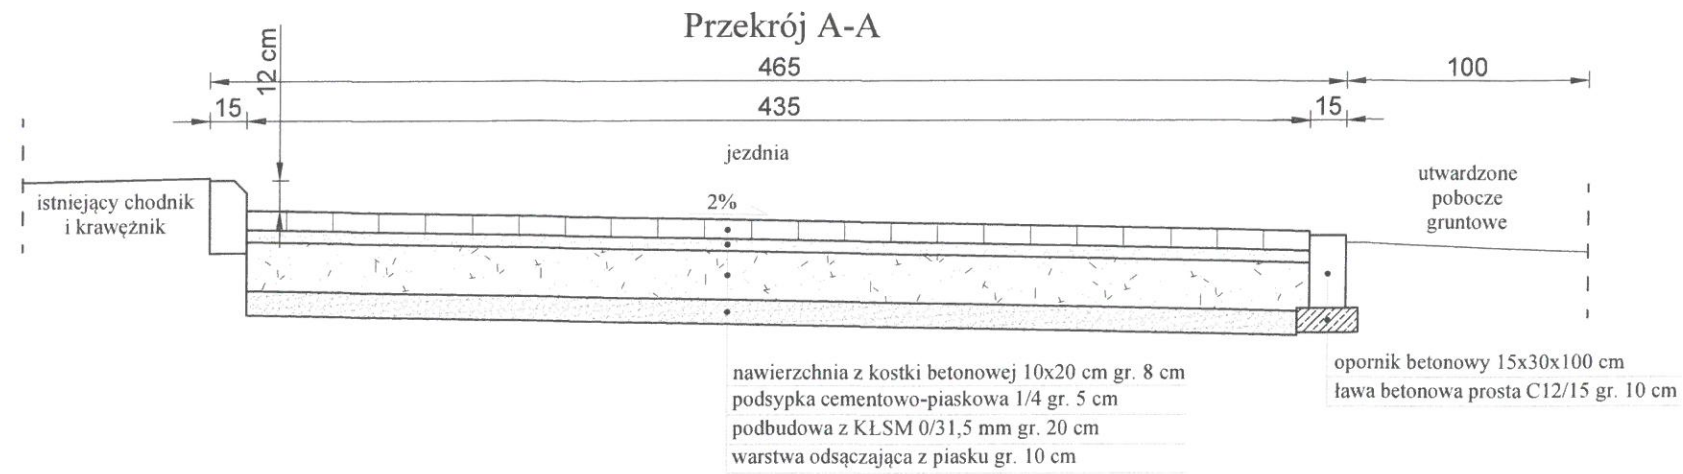 Przekrój A-A
12 cm
465
100
15
435
15
jezdnia
istniejący chodnik
i krawężnik
2%
utwardzone
pobocze
gruntowe
nawierzchnia z kostki betonowej 10x20 cm gr. 8 cm
podsypka cementowo-piaskowa 1/4 gr. 5 cm
podbudowa z KŁSM 0/31,5 mm gr. 20 cm
warstwa odsączająca z piasku gr. 10 cm
opornik betonowy 15x30x100 cm
ława betonowa prosta C12/15 gr. 10 cm